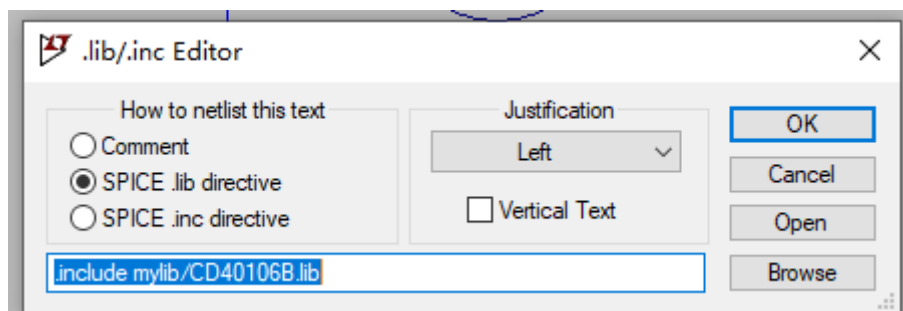 .lib/.inc Editor
How to netlist this text
Comment
SPICE .lib directive
SPICE .inc directive
Justification
Left
Vertical Text
OK
Cancel
Open
Browse
.include mylib/CD40106B.lib